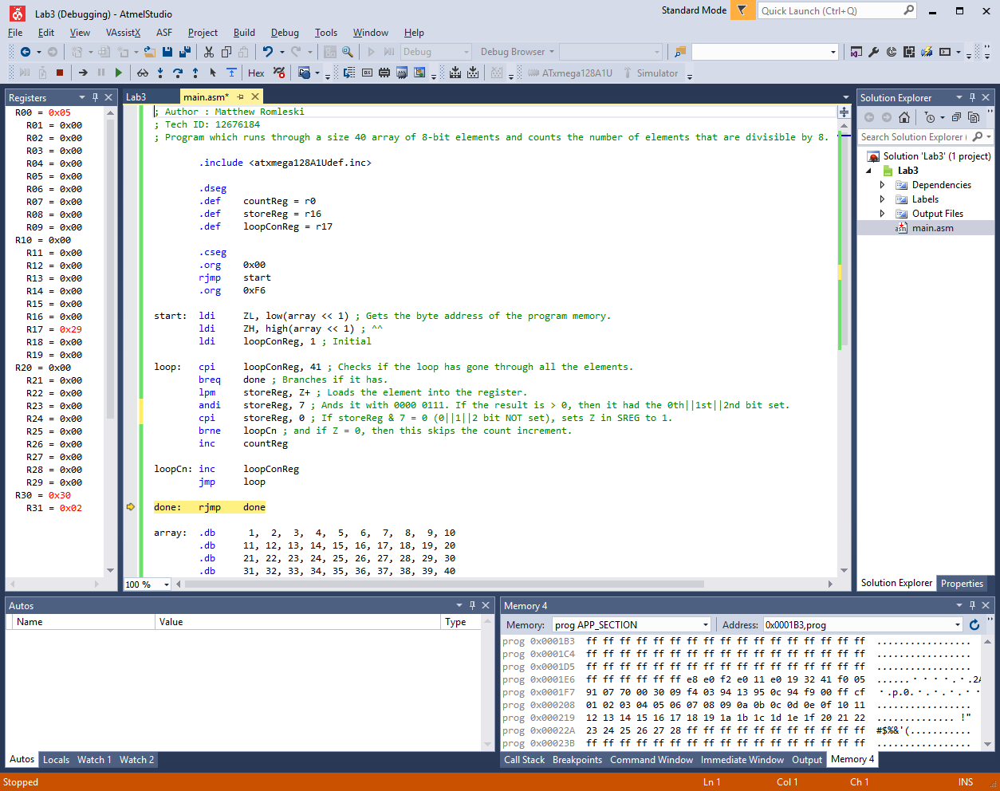 Lab3 (Debugging) - AtmelStudio
Standard Mode
Quick Launch (Ctrl+Q)
File Edit View VAssistX ASF Project Build Debug Tools Window Help
Debug Debug Browser
Hex ATxmega128A1U Simulator
Registers
R00 = 0x05
R01 = 0x00
R02 = 0x00
R03 = 0x00
R04 = 0x00
R05 = 0x00
R06 = 0x00
R07 = 0x00
R08 = 0x00
R09 = 0x00
R10 = 0x00
R11 = 0x00
R12 = 0x00
R13 = 0x00
R14 = 0x00
R15 = 0x00
R16 = 0x00
R17 = 0x29
R18 = 0x00
R19 = 0x00
R20 = 0x00
R21 = 0x00
R22 = 0x00
R23 = 0x00
R24 = 0x00
R25 = 0x00
R26 = 0x00
R27 = 0x00
R28 = 0x00
R29 = 0x00
R30 = 0x30
R31 = 0x02
Lab3 main.asm*
; Author : Matthew Romleski
; Tech ID: 12676184
; Program which runs through a size 40 array of 8-bit elements and counts the number of elements that are divisible by 8.
.include <atxmega128A1Udef.inc>
.dseg
.def countReg = r0
.def storeReg = r16
.def loopConReg = r17
.cseg
.org 0x00
rjmp start
.org 0xF6
start: ldi ZL, low(array << 1) ; Gets the byte address of the program memory.
ldi ZH, high(array << 1) ; ^^
ldi loopConReg, 1 ; Initial
loop: cpi loopConReg, 41 ; Checks if the loop has gone through all the elements.
breq done ; Branches if it has.
lpm storeReg, Z+ ; Loads the element into the register.
andi storeReg, 7 ; Ands it with 0000 0111. If the result is > 0, then it had the 0th||1st||2nd bit set.
cpi storeReg, 0 ; If storeReg & 7 = 0 (0||1||2 bit NOT set), sets Z in SREG to 1.
brne loopCn ; and if Z = 0, then this skips the count increment.
inc countReg
loopCn: inc loopConReg
jmp loop
done: rjmp done
array: .db 1, 2, 3, 4, 5, 6, 7, 8, 9, 10
.db 11, 12, 13, 14, 15, 16, 17, 18, 19, 20
.db 21, 22, 23, 24, 25, 26, 27, 28, 29, 30
.db 31, 32, 33, 34, 35, 36, 37, 38, 39, 40
100 %
Solution Explorer
Search Solution Explorer (
Solution 'Lab3' (1 project)
Lab3
Dependencies
Labels
Output Files
main.asm
Solution Explorer Properties
Autos
Name Value Type
Autos Locals Watch 1 Watch 2
Memory 4
Memory: prog APP_SECTION Address: 0x0001B3,prog
prog 0x0001B3 ff ff ff ff ff ff ff ff ff ff ff ff ff ff ff ff ff .................
prog 0x0001C4 ff ff ff ff ff ff ff ff ff ff ff ff ff ff ff ff ff .................
prog 0x0001D5 ff ff ff ff ff ff ff ff ff ff ff ff ff ff ff ff ff .................
prog 0x0001E6 ff ff ff ff ff ff e8 e0 f2 e0 11 e0 19 32 41 f0 05 ......· · · · . ·.2A
prog 0x0001F7 91 07 70 00 30 09 f4 03 94 13 95 0c 94 f9 00 ff cf ·.p.0.·.·.·.··
prog 0x000208 01 02 03 04 05 06 07 08 09 0a 0b 0c 0d 0e 0f 10 11 .................
prog 0x000219 12 13 14 15 16 17 18 19 1a 1b 1c 1d 1e 1f 20 21 22 .............. !"
prog 0x00022A 23 24 25 26 27 28 ff ff ff ff ff ff ff ff ff ff ff #$%&'(...........
prog 0x00023B ff ff ff ff ff ff ff ff ff ff ff ff ff ff ff ff ff .................
Call Stack Breakpoints Command Window Immediate Window Output Memory 4
Stopped Ln 1 Col 1 Ch 1 INS